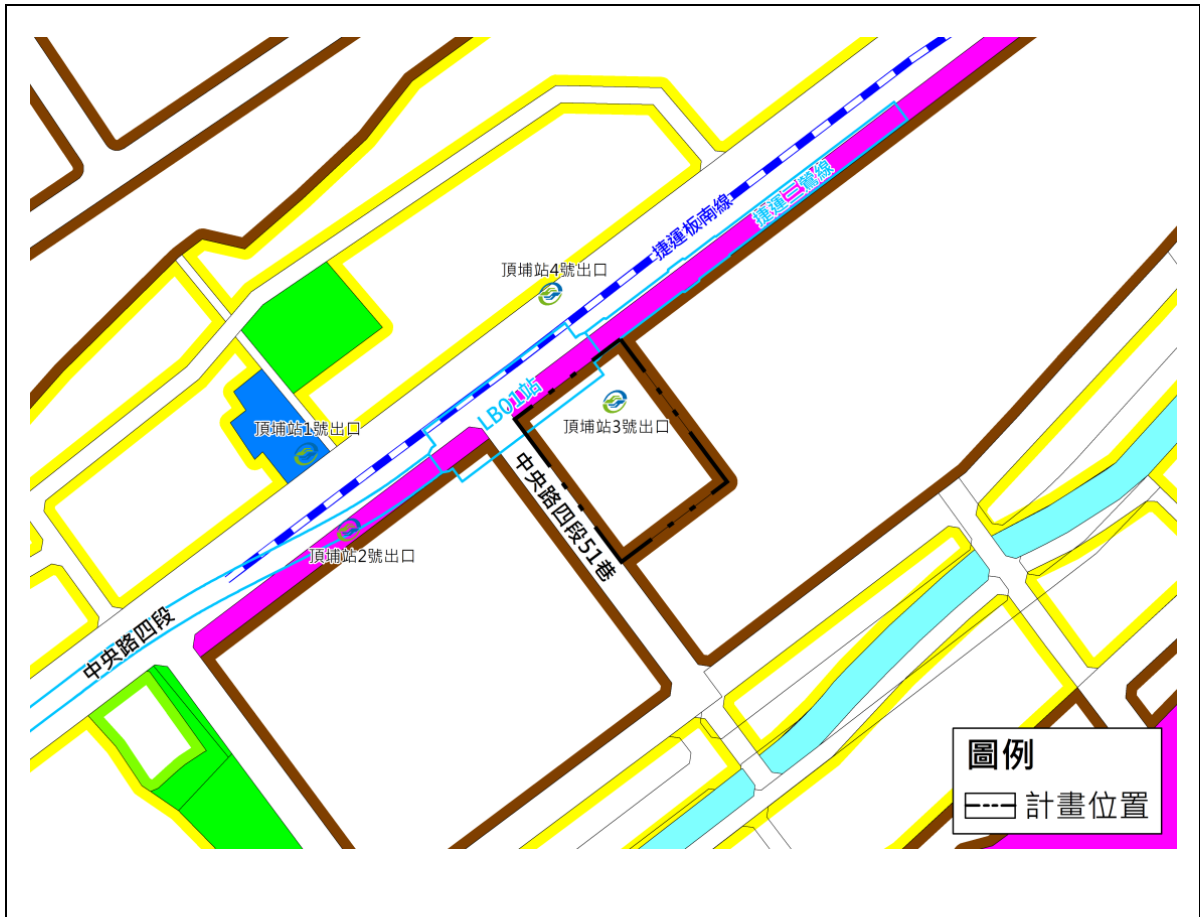 捷運板南線
捷運三鶯線
頂埔站4號出口
LB01站
頂埔站1號出口
頂埔站3號出口
頂埔站2號出口
中央路四段51巷
中央路四段
圖例
計畫位置